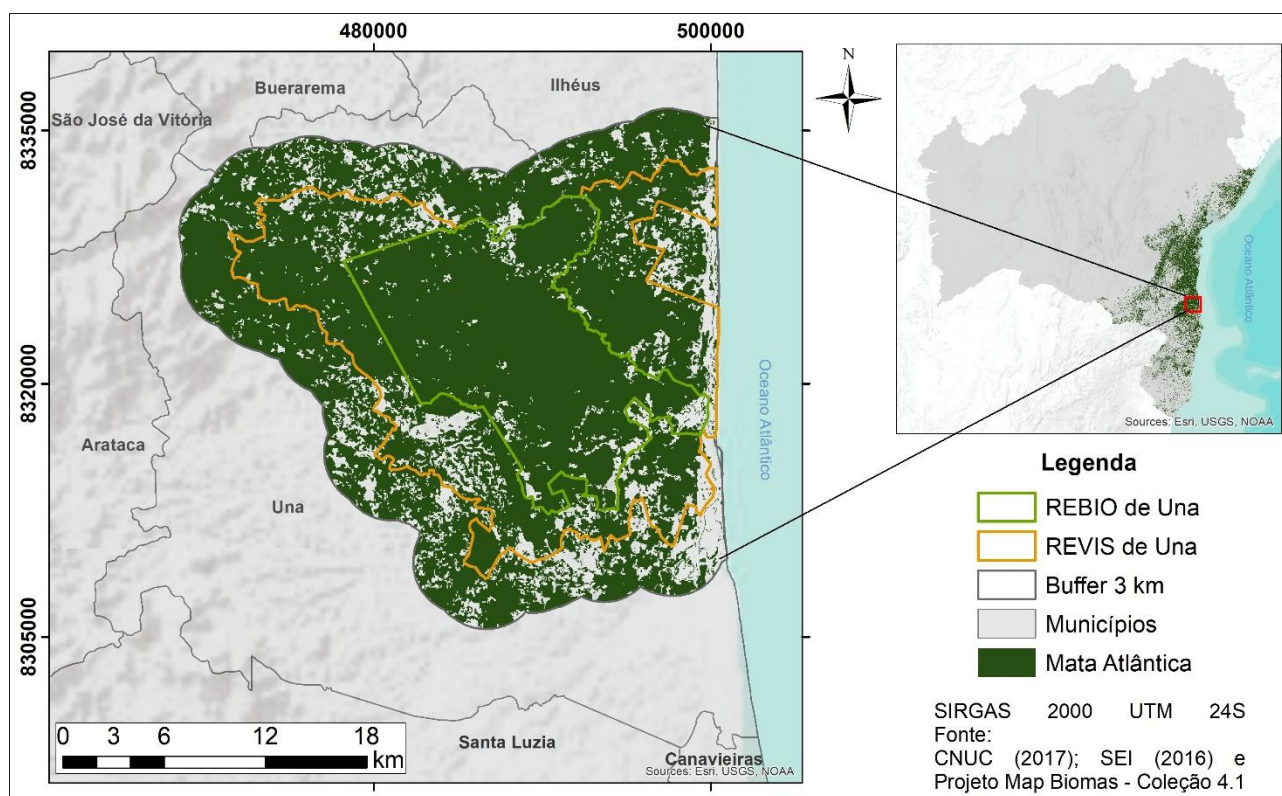 480000
500000
Buerarema
Ilhéus
São José da Vitória
8335000
Oceano Atlântico
8320000
Arataca
Una
8305000
Santa Luzia
Canavieiras
0 3 6 12 18
km
Sources: Esri, USGS, NOAA
N
Oceano Atlântico
Sources: Esri, USGS, NOAA
Legenda
REBIO de Una
REVIS de Una
Buffer 3 km
Municípios
Mata Atlântica
SIRGAS 2000 UTM 24S
Fonte:
CNUC (2017); SEI (2016) e
Projeto Map Biomas - Coleção 4.1